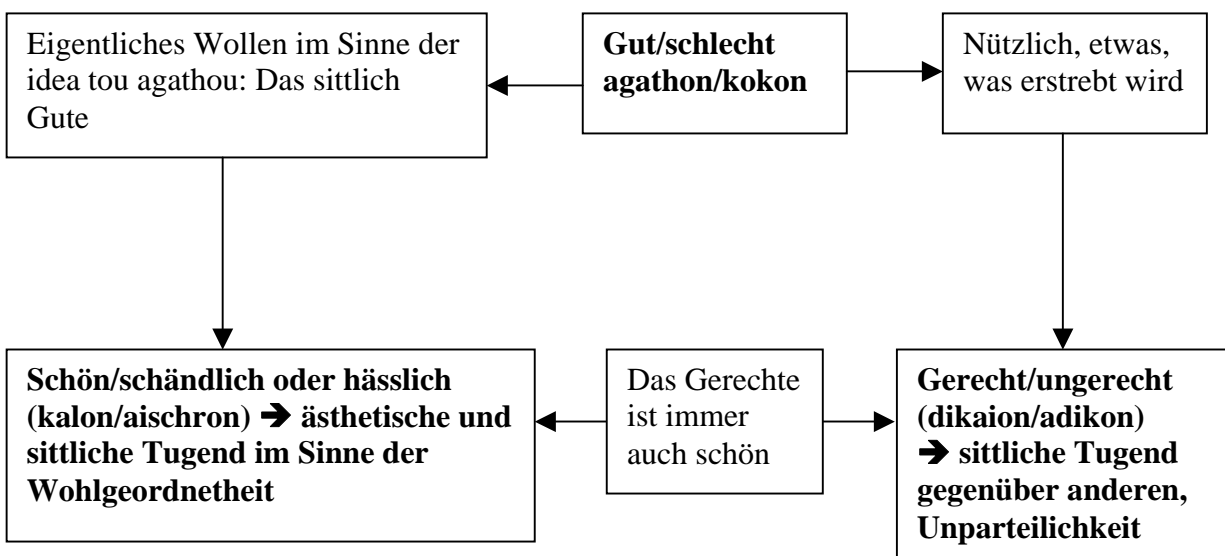 Eigentliches Wollen im Sinne der
idea tou agathou: Das sittlich
Gute
Gut/schlecht
agathon/kokon
Nützlich, etwas,
was erstrebt wird
Schön/schändlich oder hässlich
(kalon/aischron) ➔ ästhetische und
sittliche Tugend im Sinne der
Wohlgeordnetheit
Das Gerechte
ist immer
auch schön
Gerecht/ungerecht
(dikaion/adikon)
➔ sittliche Tugend
gegenüber anderen,
Unparteilichkeit